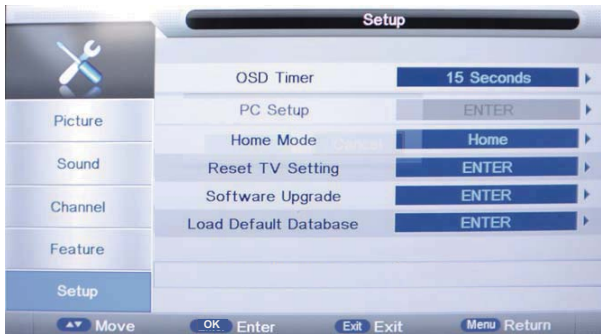 Setup
OSD Timer 15 Seconds
PC Setup ENTER
Home Mode Home
Reset TV Setting ENTER
Software Upgrade ENTER
Load Default Database ENTER
Picture
Sound
Channel
Feature
Setup
Move OK Enter Exit Exit Menu Return